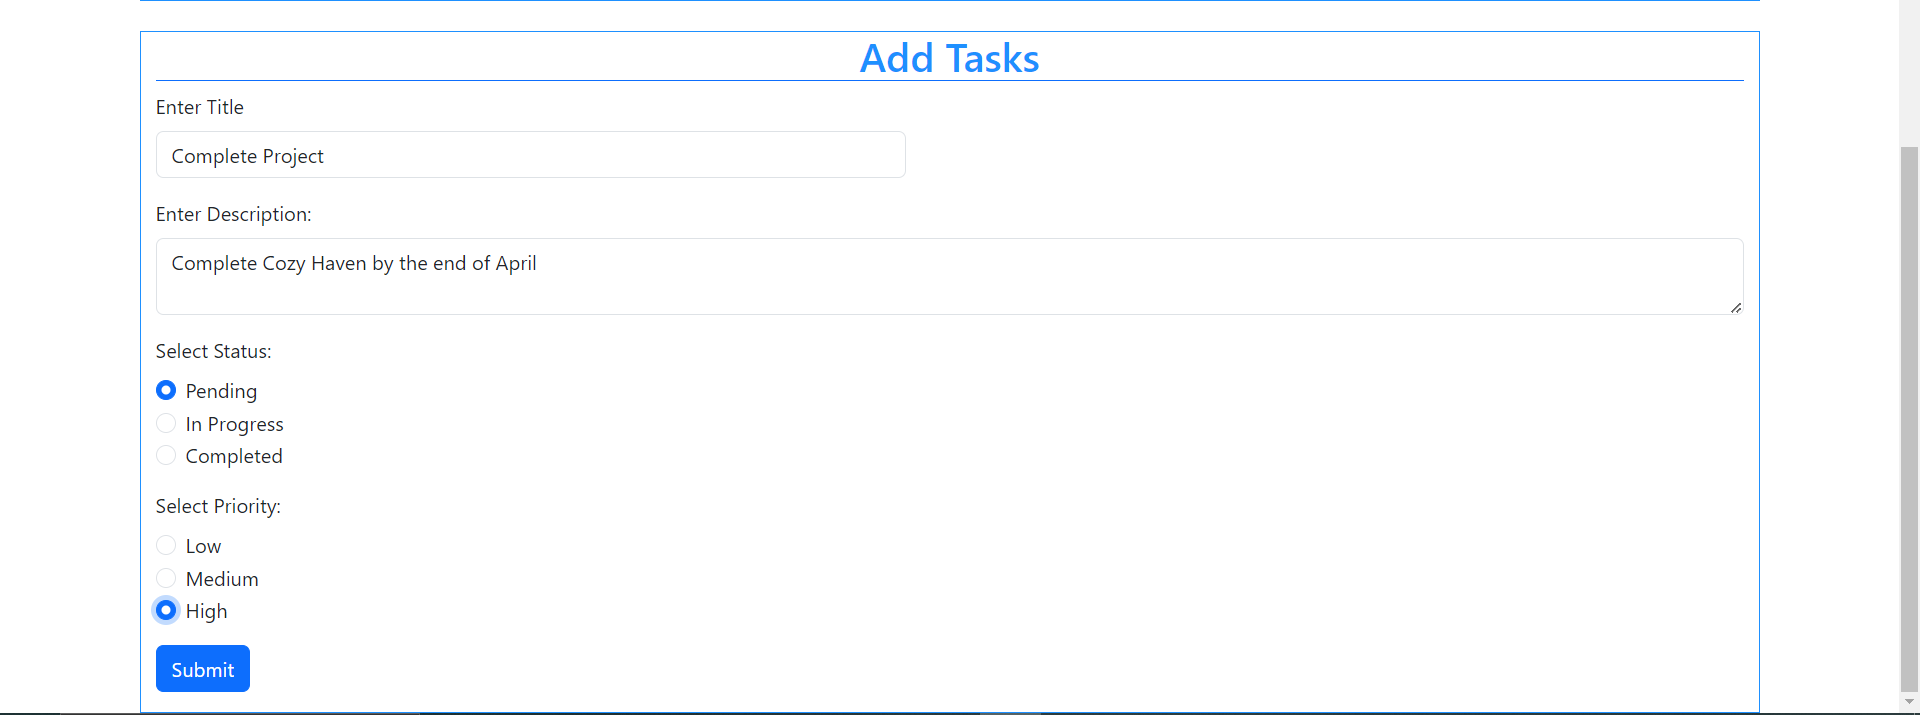 Add Tasks
Enter Title
Complete Project
Enter Description:
Complete Cozy Haven by the end of April
Select Status:
Pending
In Progress
Completed
Select Priority:
Low
Medium
High
Submit